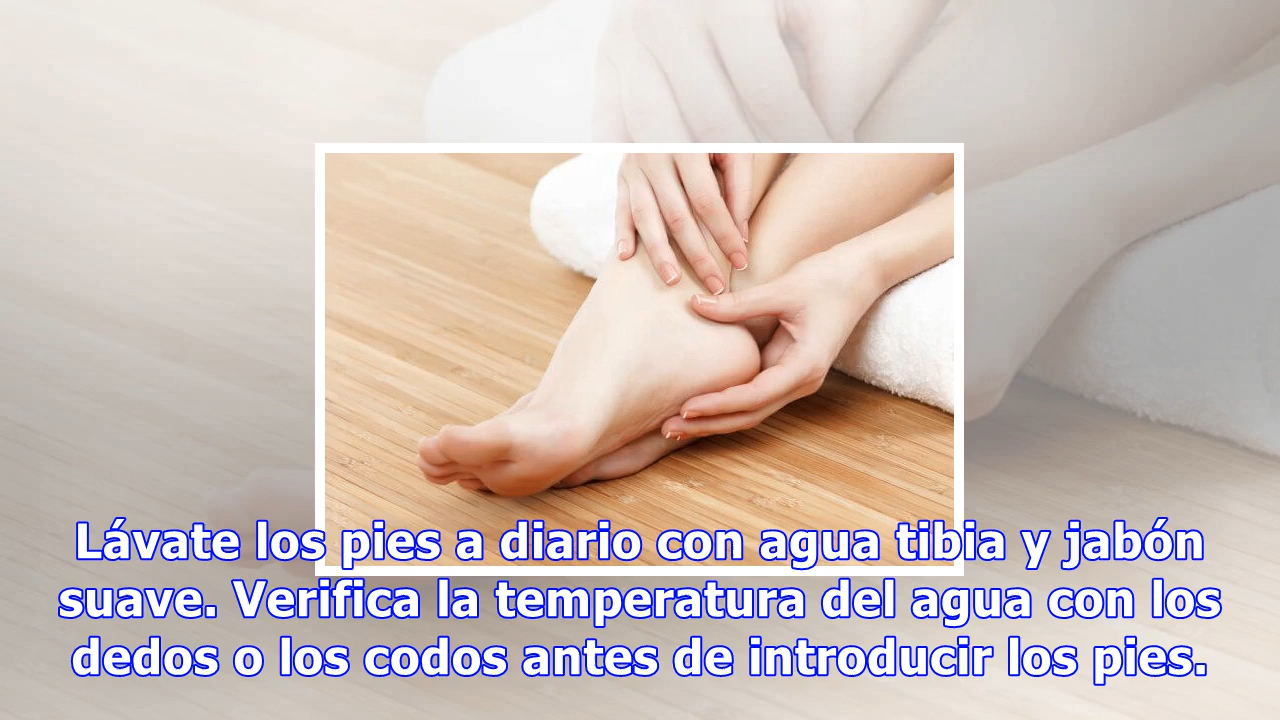 Lávate los pies a diario con agua tibia y jabón
suave. Verifica la temperatura del agua con los
dedos o los codos antes de introducir los pies.